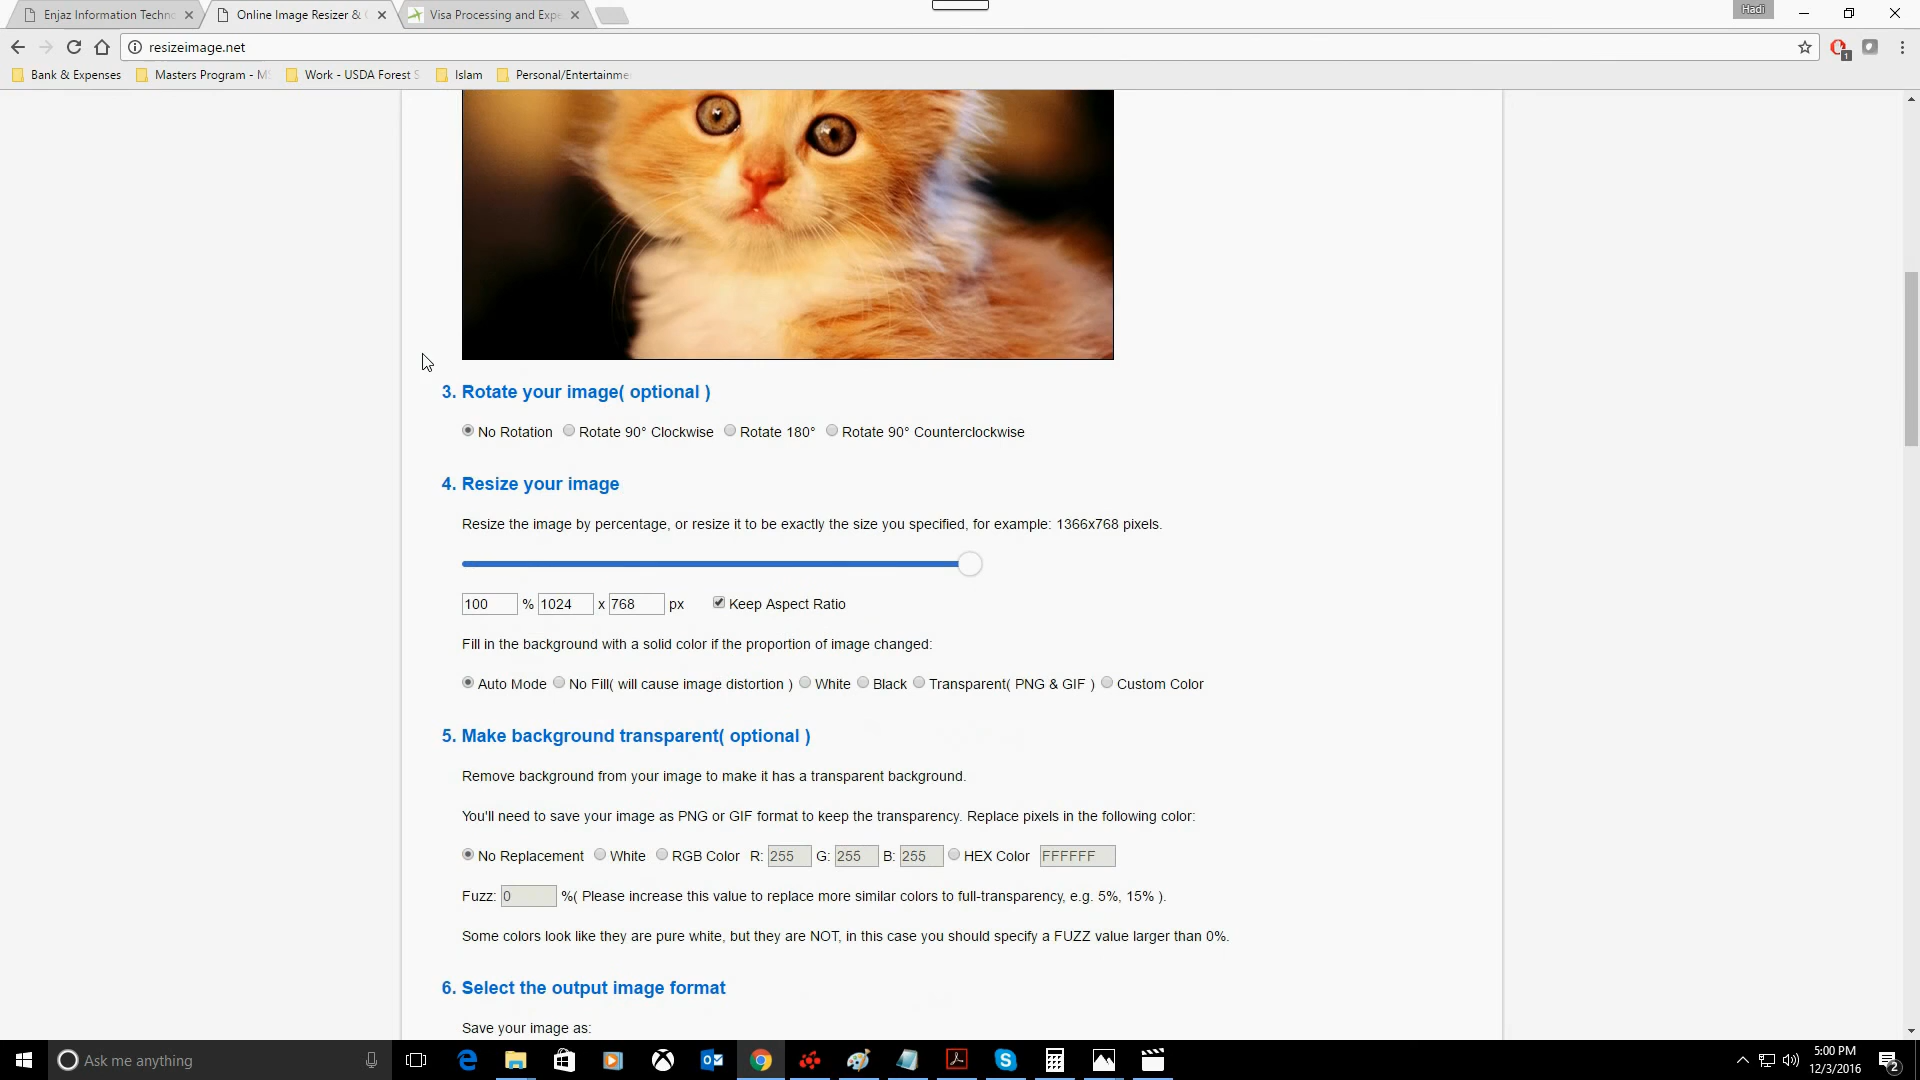 Enjaz Information Techno
Online Image Resizer &
Visa Processing and Expe
Hadi
resizeimage.net
1
Bank & Expenses
Masters Program - M
Work - USDA Forest S
Islam
Personal/Entertainme
3. Rotate your image( optional )
No Rotation Rotate 90° Clockwise Rotate 180° Rotate 90° Counterclockwise
4. Resize your image
Resize the image by percentage, or resize it to be exactly the size you specified, for example: 1366x768 pixels.
100 % 1024 x 768 px Keep Aspect Ratio
Fill in the background with a solid color if the proportion of image changed:
Auto Mode No Fill( will cause image distortion ) White Black Transparent( PNG & GIF ) Custom Color
5. Make background transparent( optional )
Remove background from your image to make it has a transparent background.
You'll need to save your image as PNG or GIF format to keep the transparency. Replace pixels in the following color:
No Replacement White RGB Color R: 255 G: 255 B: 255 HEX Color FFFFFF
Fuzz: 0 %( Please increase this value to replace more similar colors to full-transparency, e.g. 5%, 15% ).
Some colors look like they are pure white, but they are NOT, in this case you should specify a FUZZ value larger than 0%.
6. Select the output image format
Save your image as:
Ask me anything
5:00 PM
12/3/2016
2